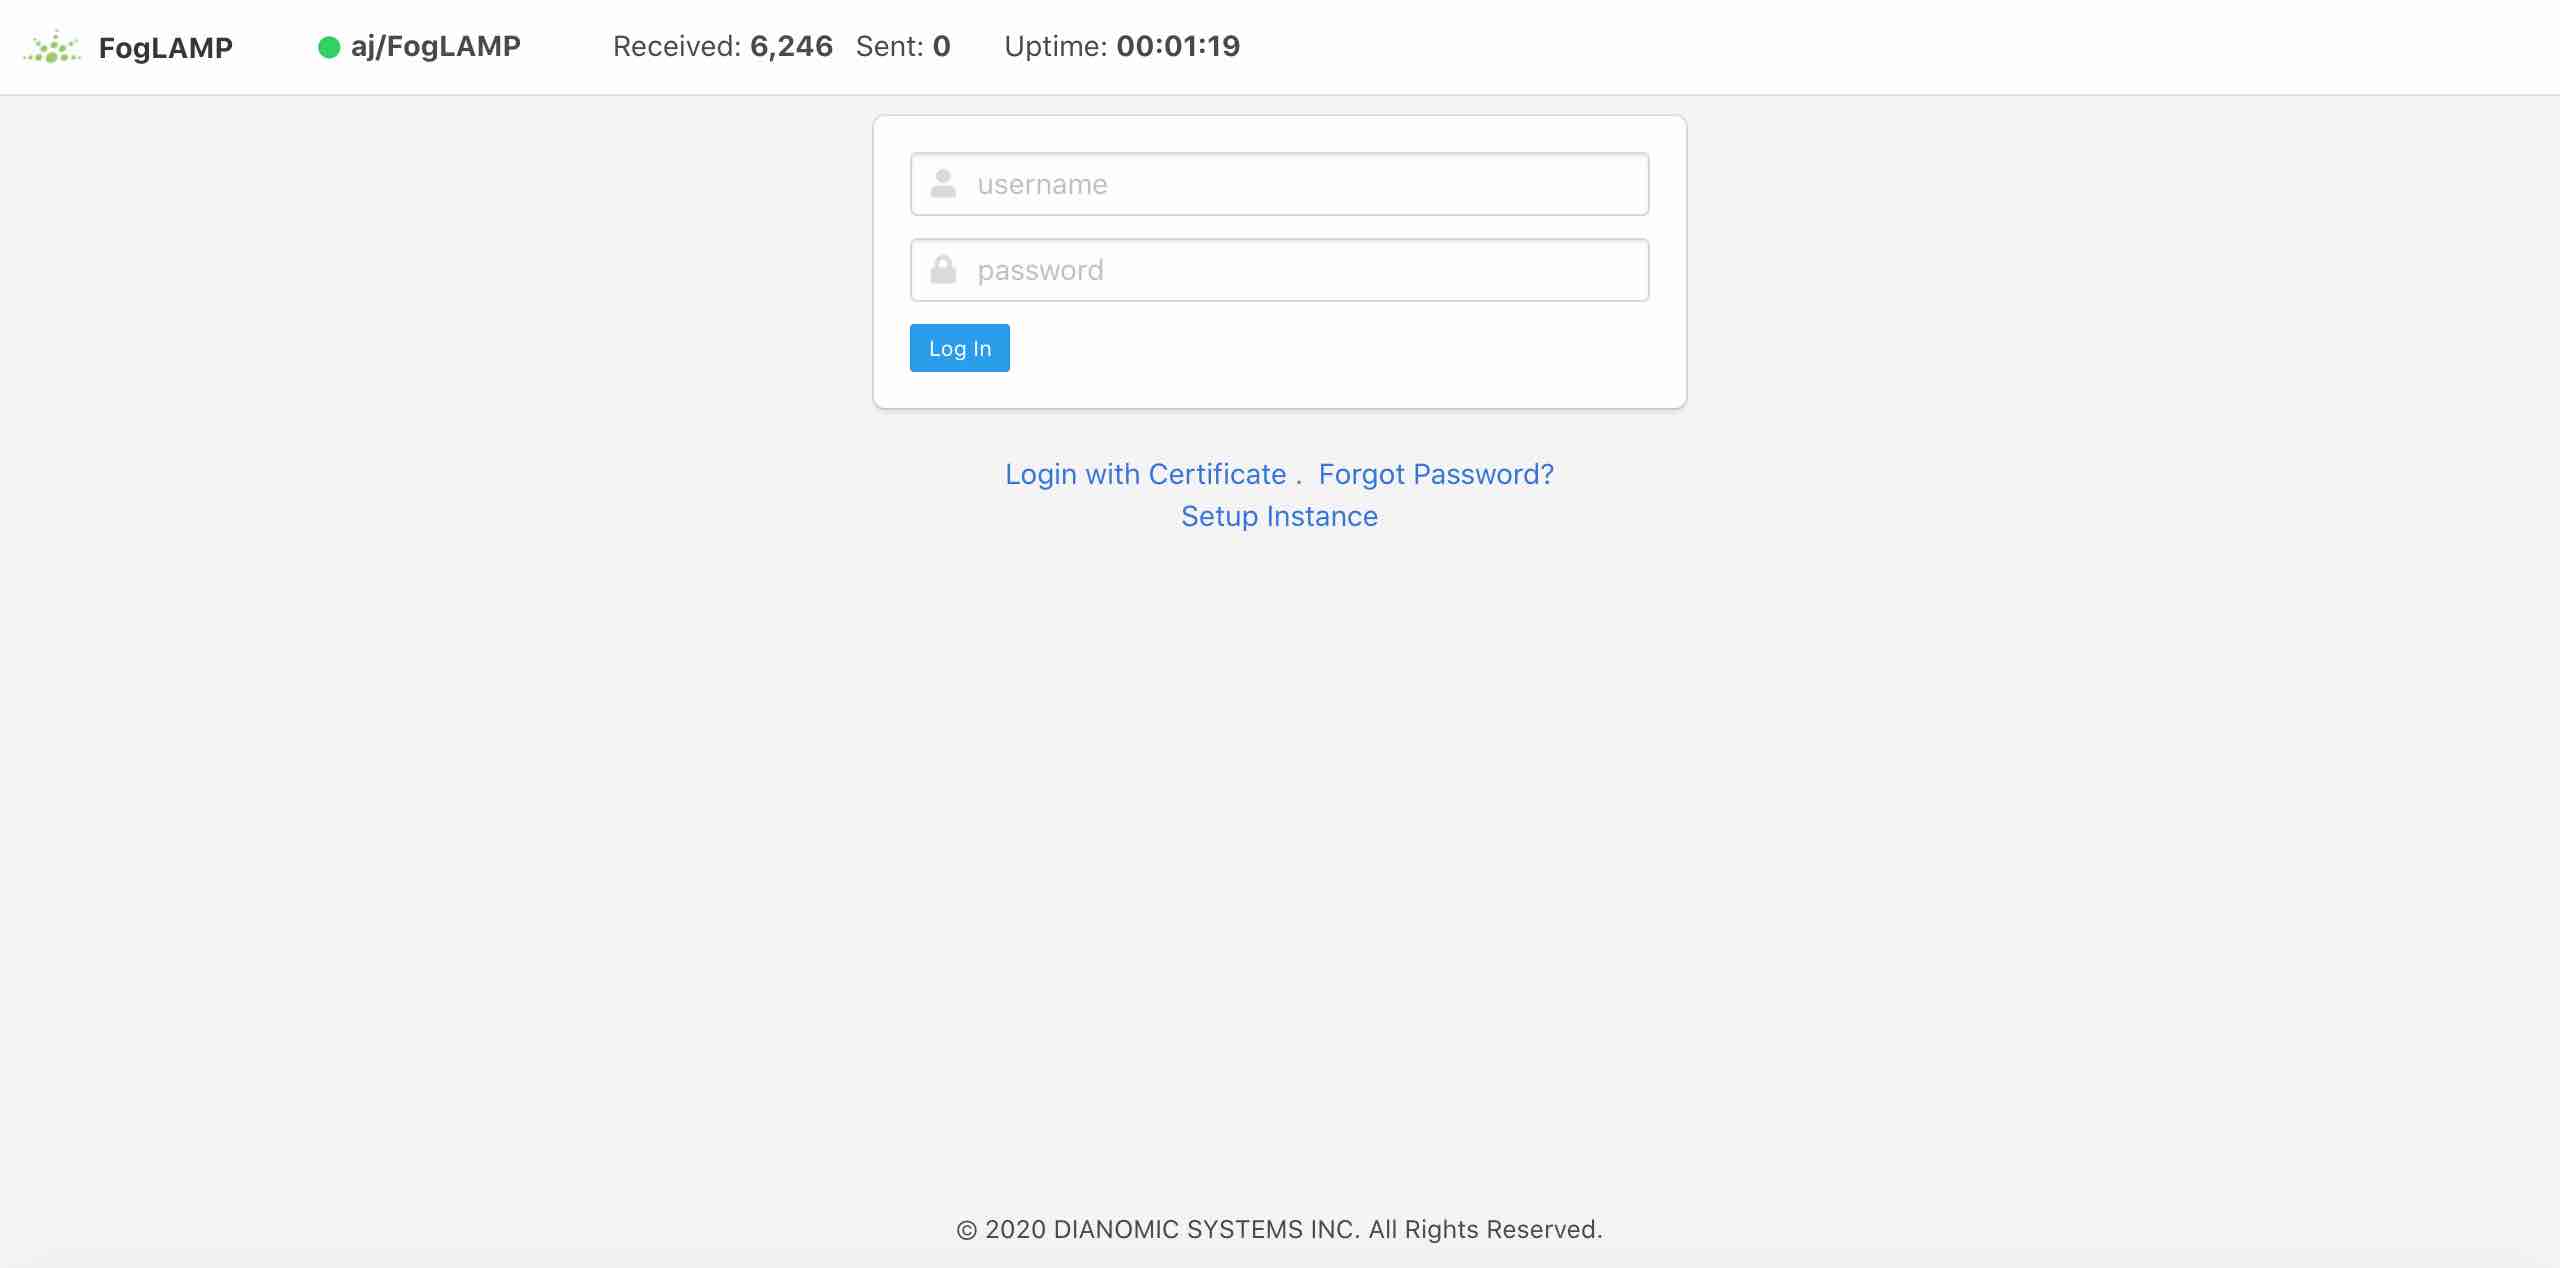 FogLAMP aj/FogLAMP Received: 6,246 Sent: 0 Uptime: 00:01:19
username
password
Log In
Login with Certificate . Forgot Password?
Setup Instance
© 2020 DIANOMIC SYSTEMS INC. All Rights Reserved.